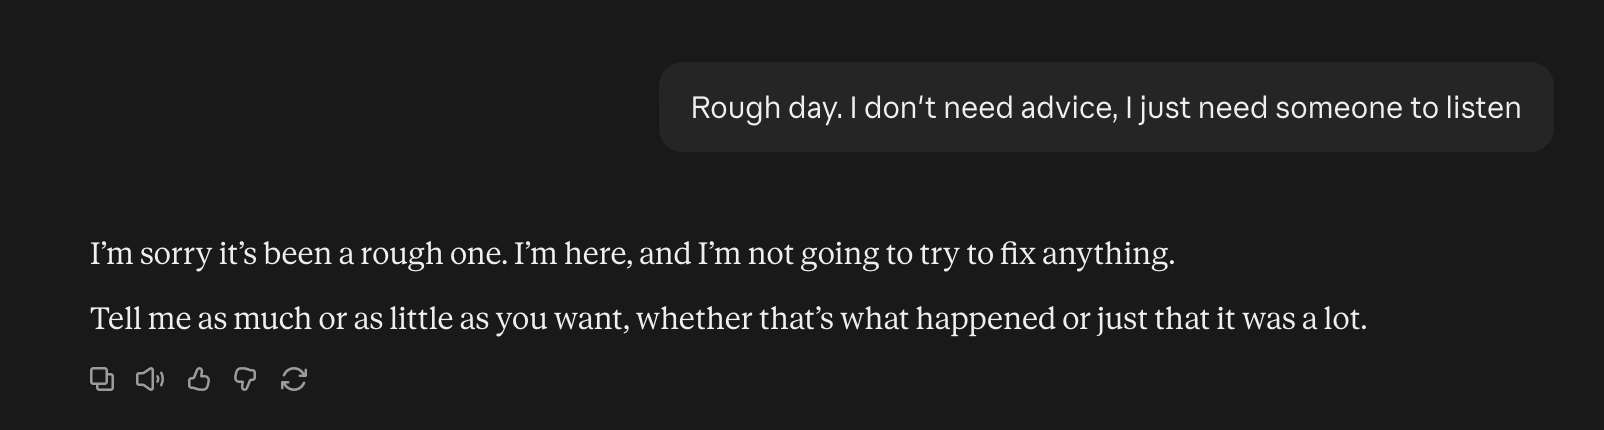 Rough day. I don't need advice, I just need someone to listen
I’m sorry it’s been a rough one. I’m here, and I’m not going to try to fix anything.
Tell me as much or as little as you want, whether that’s what happened or just that it was a lot.